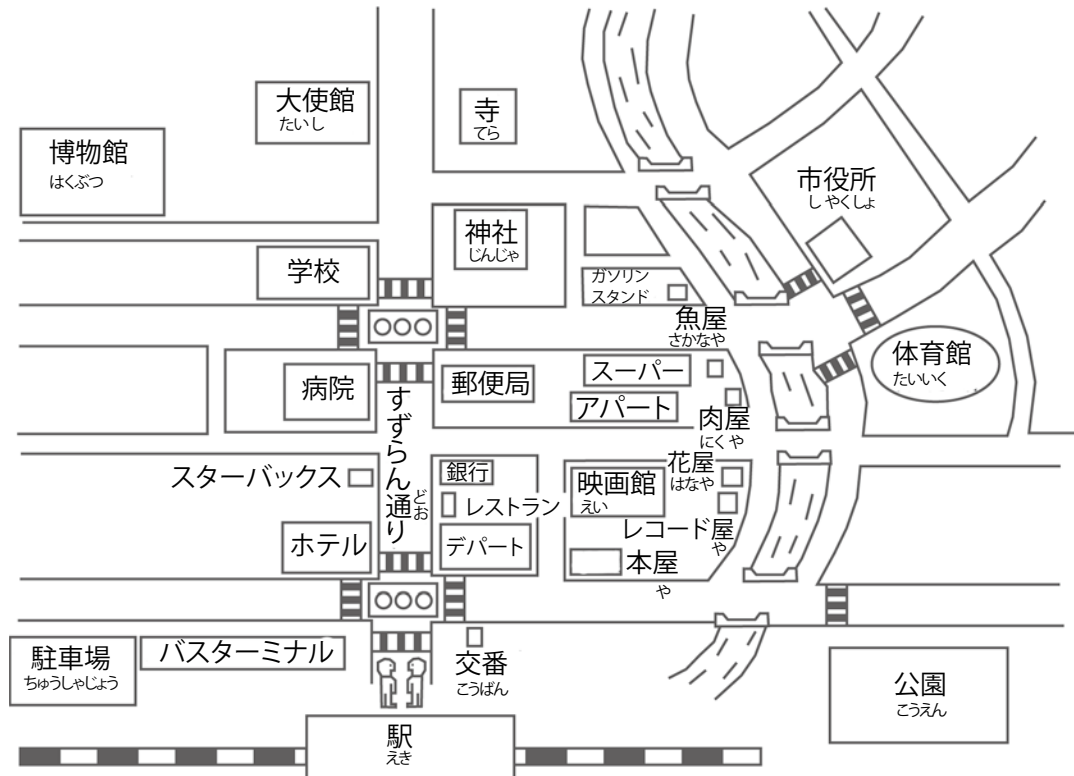 大使館
たいし
寺
てら
博物館
はくぶつ
市役所
しやくしょ
神社
じんじゃ
学校
ガソリン
スタンド
魚屋
さかなや
体育館
たいいく
病院
郵便局
スーパー
アパート
肉屋
にくや
すずらん通り
どお
スターバックス
銀行
レストラン
映画館
えい
花屋
はなや
レコード屋
や
ホテル
デパート
本屋
や
駐車場
ちゅうしゃじょう
バスターミナル
交番
こうばん
公園
こうえん
駅
えき